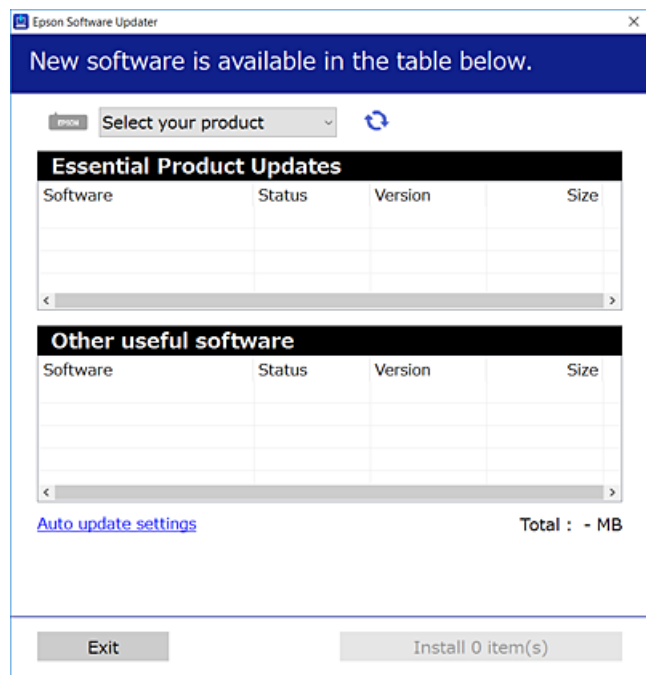 Epson Software Updater
New software is available in the table below.
EPSON Select your product
Essential Product Updates
Software Status Version Size
Other useful software
Software Status Version Size
Auto update settings Total : - MB
Exit Install 0 item(s)